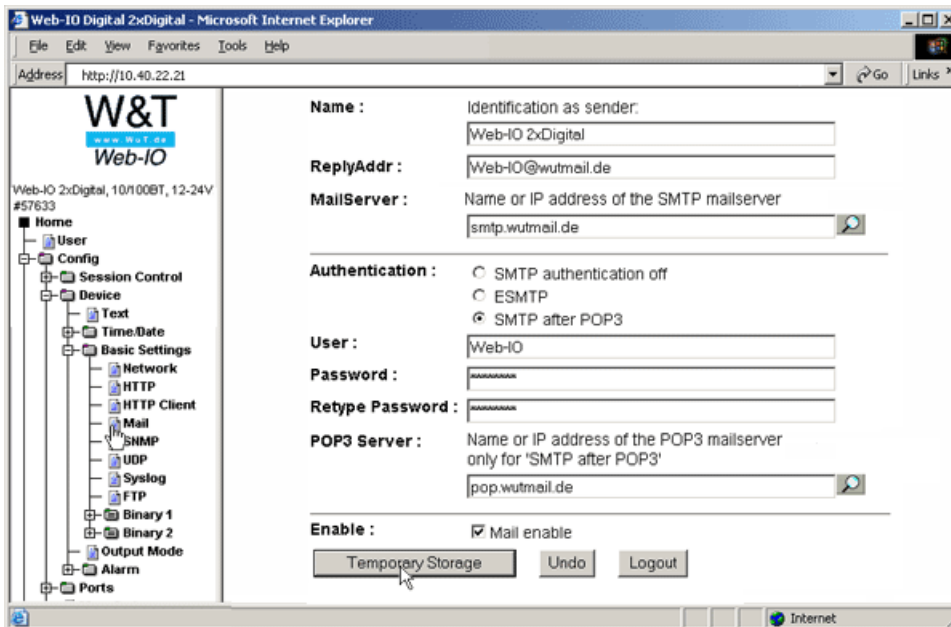 Web-IO Digital 2xDigital - Microsoft Internet Explorer
File Edit View Favorites Tools Help
Address http://10.40.22.21 Go Links
W&T
www.WuT.de
Web-IO
Web-IO 2xDigital, 10/100BT, 12-24V
#57633
Home
User
Config
Session Control
Device
Text
Time/Date
Basic Settings
Network
HTTP
HTTP Client
Mail
SNMP
UDP
Syslog
FTP
Binary 1
Binary 2
Output Mode
Alarm
Ports
Name : Identification as sender:
Web-IO 2xDigital
ReplyAddr : Web-IO@wutmail.de
MailServer : Name or IP address of the SMTP mailserver
smtp.wutmail.de
Authentication : SMTP authentication off
ESMTP
SMTP after POP3
User : Web-IO
Password : ********
Retype Password : ********
POP3 Server : Name or IP address of the POP3 mailserver
only for 'SMTP after POP3'
pop.wutmail.de
Enable : Mail enable
Temporary Storage Undo Logout
Internet